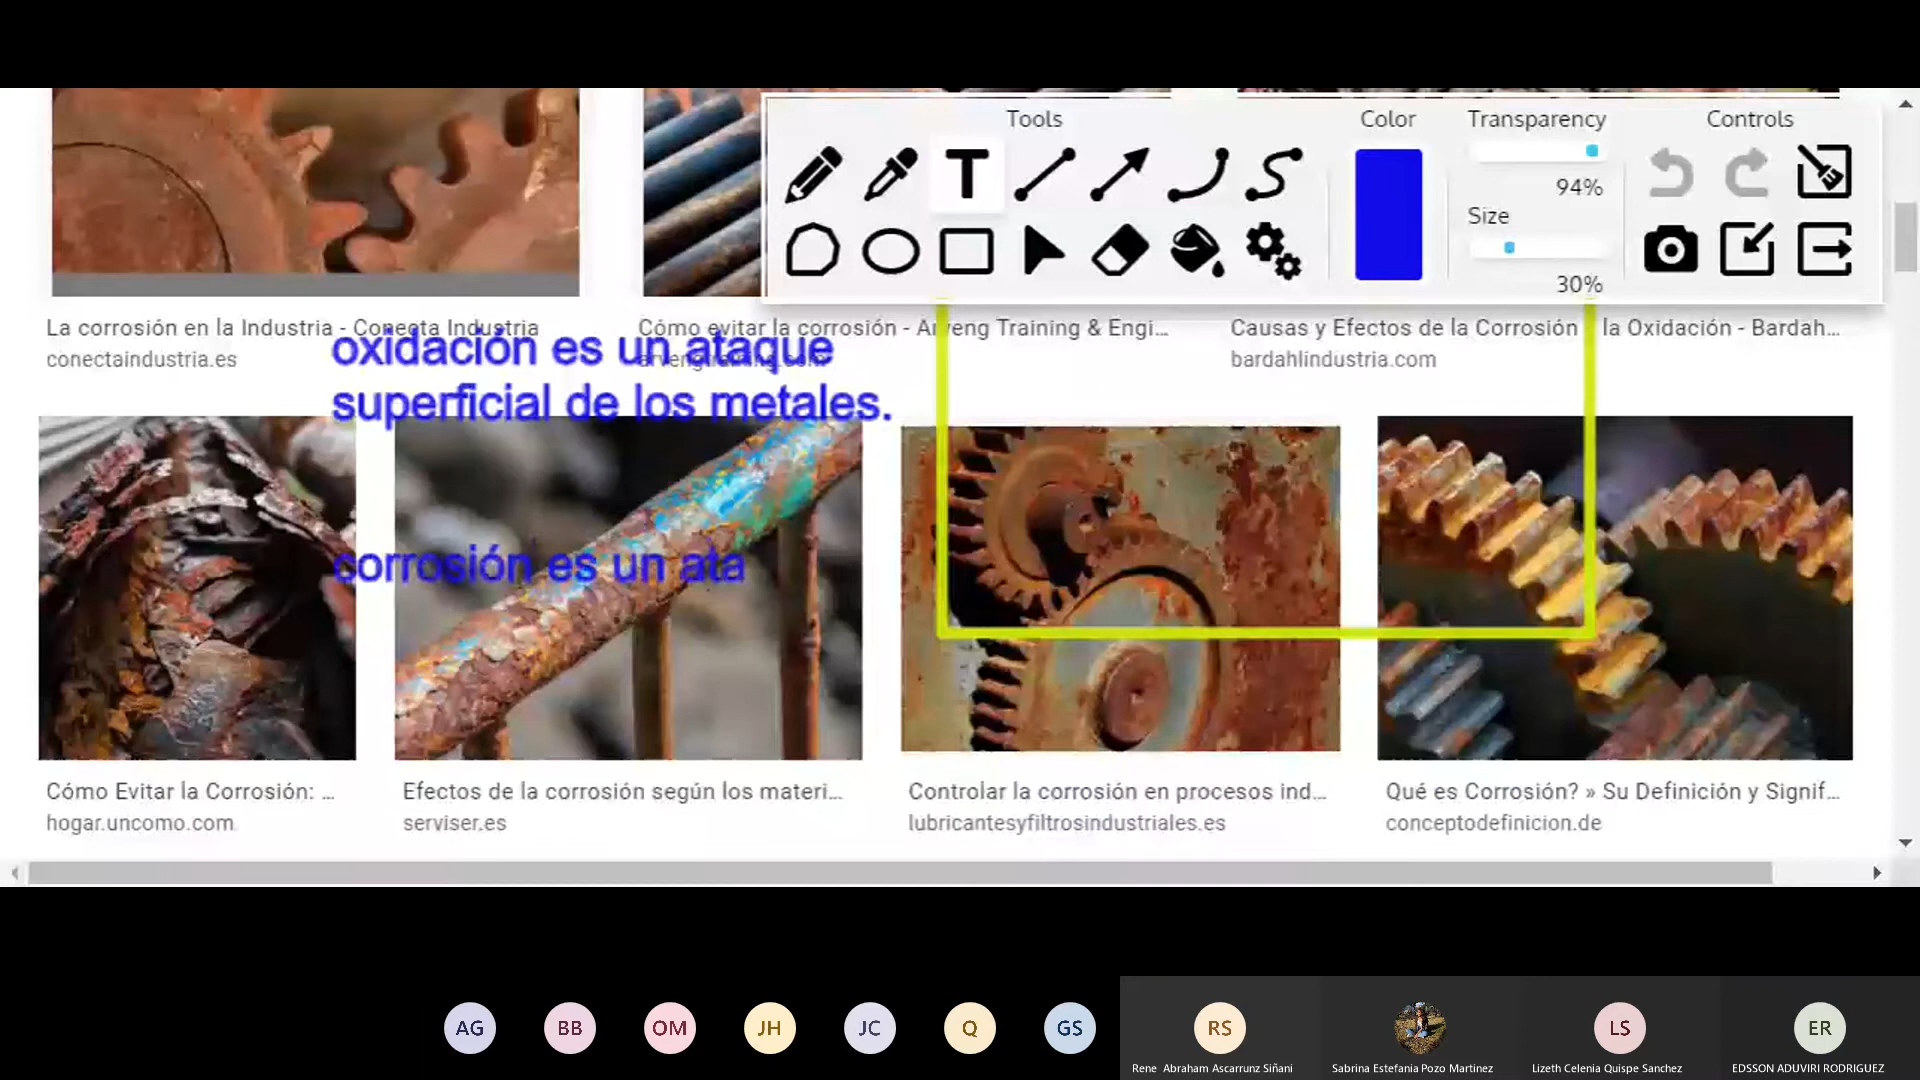 Tools
Color
Transparency
Controls
94%
Size
30%
T
La corrosión en la Industria - Conecta Industria
conectaindustria.es
Cómo evitar la corrosión - Arveng Training & Engi...
arvengtraining.com
Causas y Efectos de la Corrosión la Oxidación - Bardah...
bardahlindustria.com
oxidación es un ataque
superficial de los metales.
corrosión es un ata
Cómo Evitar la Corrosión: ...
hogar.uncomo.com
Efectos de la corrosión según los materi...
serviser.es
Controlar la corrosión en procesos ind...
lubricantesyfiltrosindustriales.es
Qué es Corrosión? » Su Definición y Signif...
conceptodefinicion.de
AG
BB
OM
JH
JC
Q
GS
RS
LS
ER
Rene Abraham Ascarrunz Siñani
Sabrina Estefania Pozo Martinez
Lizeth Celenia Quispe Sanchez
EDSSON ADUVIRI RODRIGUEZ